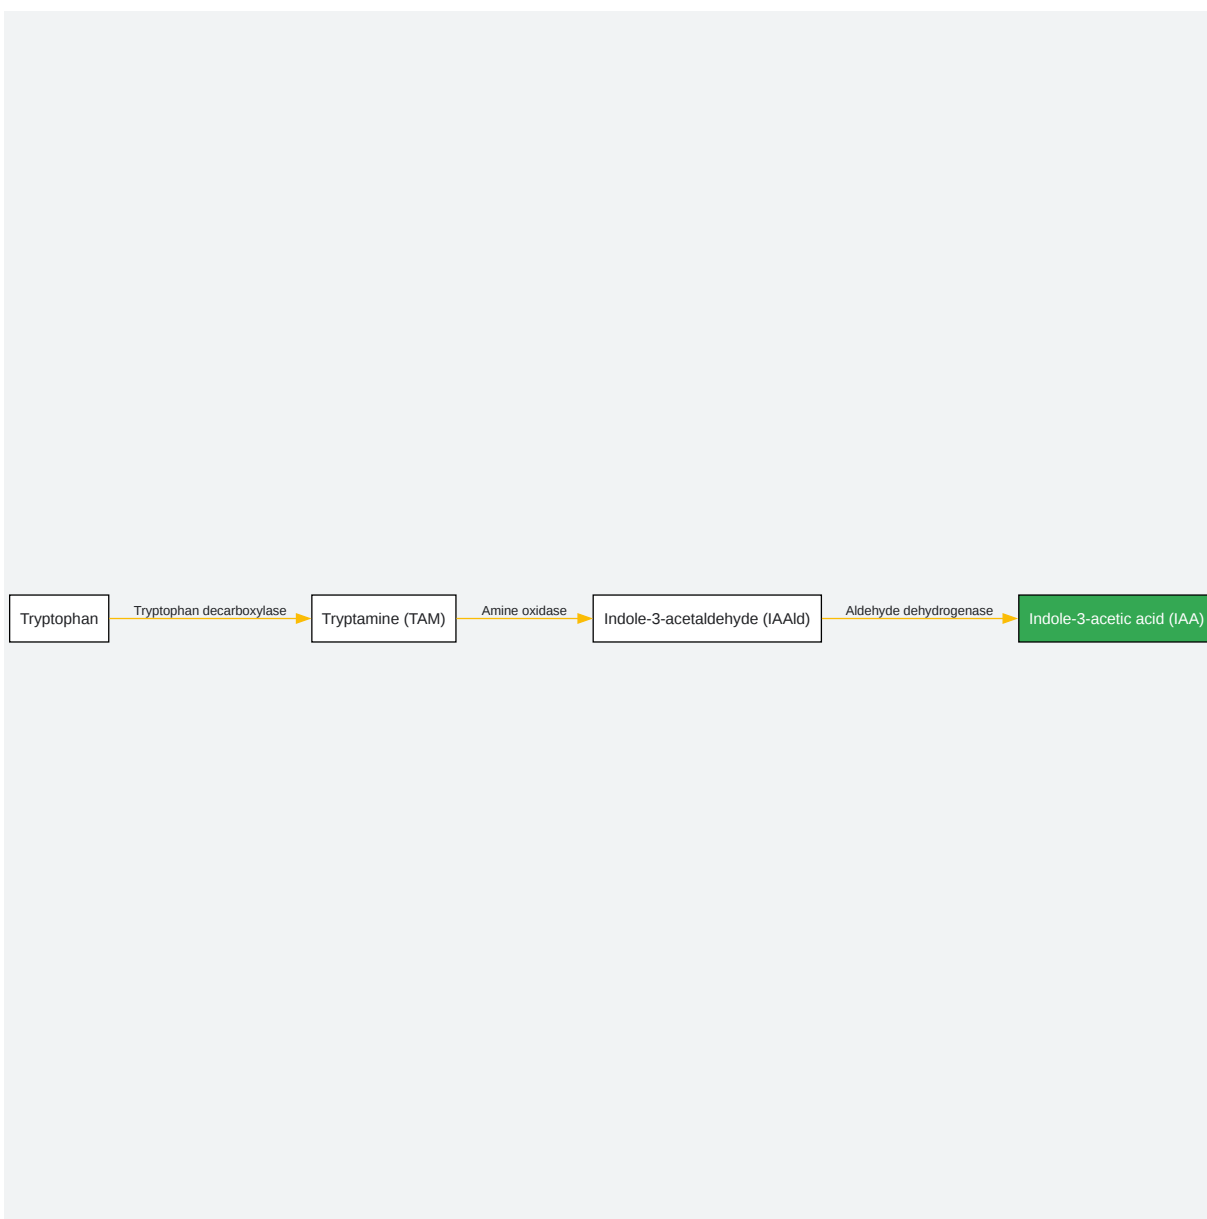 Tryptophan
Tryptophan decarboxylase
Tryptamine (TAM)
Amine oxidase
Indole-3-acetaldehyde (IAAld)
Aldehyde dehydrogenase
Indole-3-acetic acid (IAA)